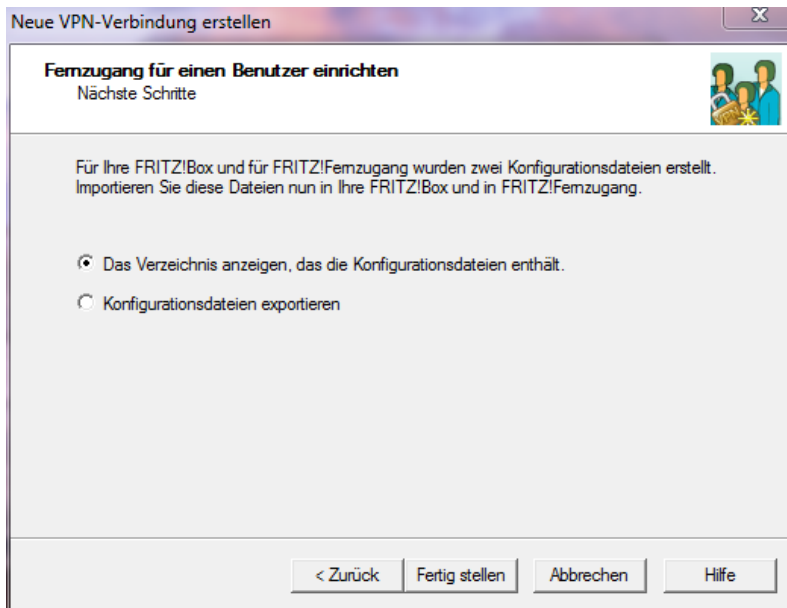 Neue VPN-Verbindung erstellen
Fernzugang für einen Benutzer einrichten
Nächste Schritte
Für Ihre FRITZ!Box und für FRITZ!Fernzugang wurden zwei Konfigurationsdateien erstellt.
Importieren Sie diese Dateien nun in Ihre FRITZ!Box und in FRITZ!Fernzugang.
Das Verzeichnis anzeigen, das die Konfigurationsdateien enthält.
Konfigurationsdateien exportieren
< Zurück Fertig stellen Abbrechen Hilfe